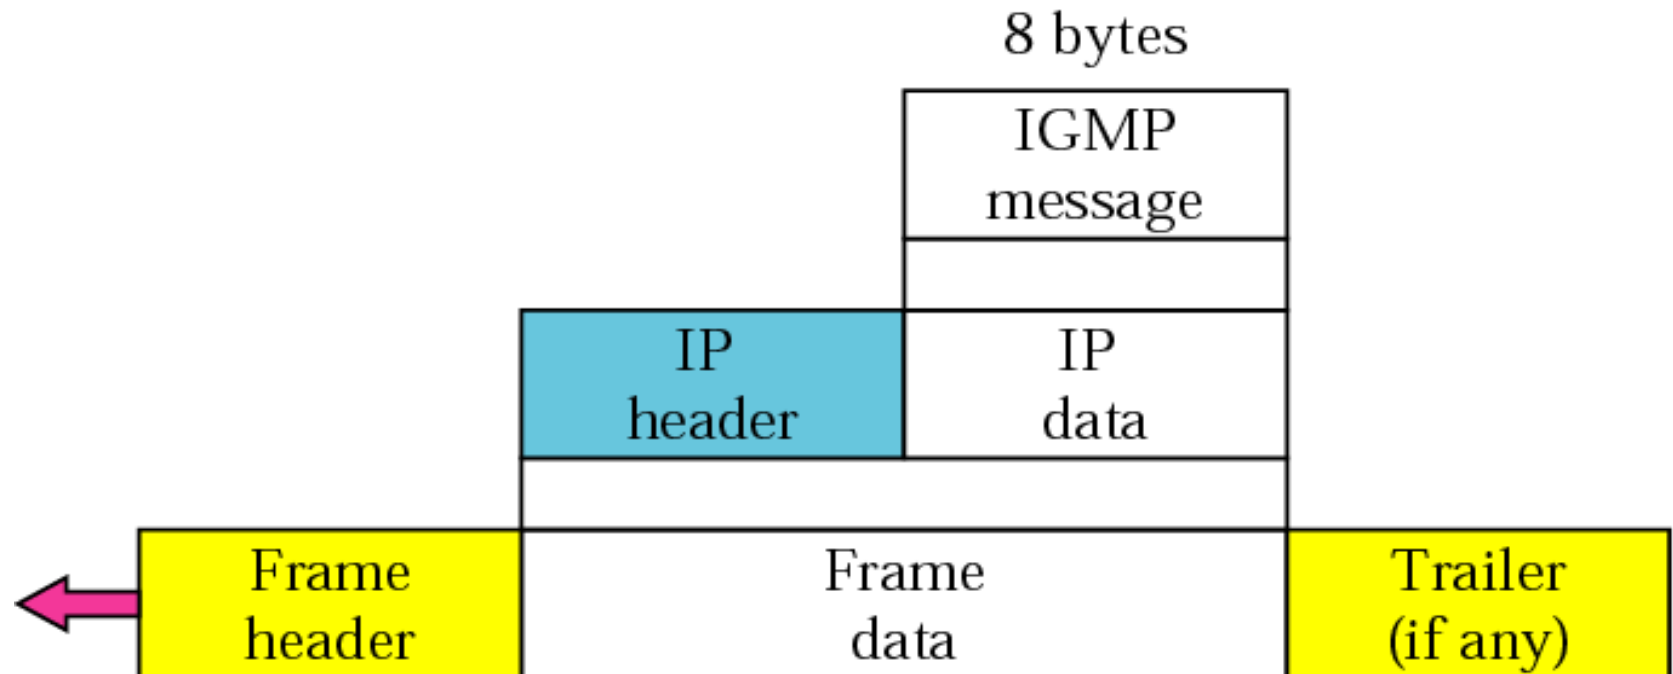 8 bytes
IGMP
message
IP
header
IP
data
Frame
header
Frame
data
Trailer
(if any)